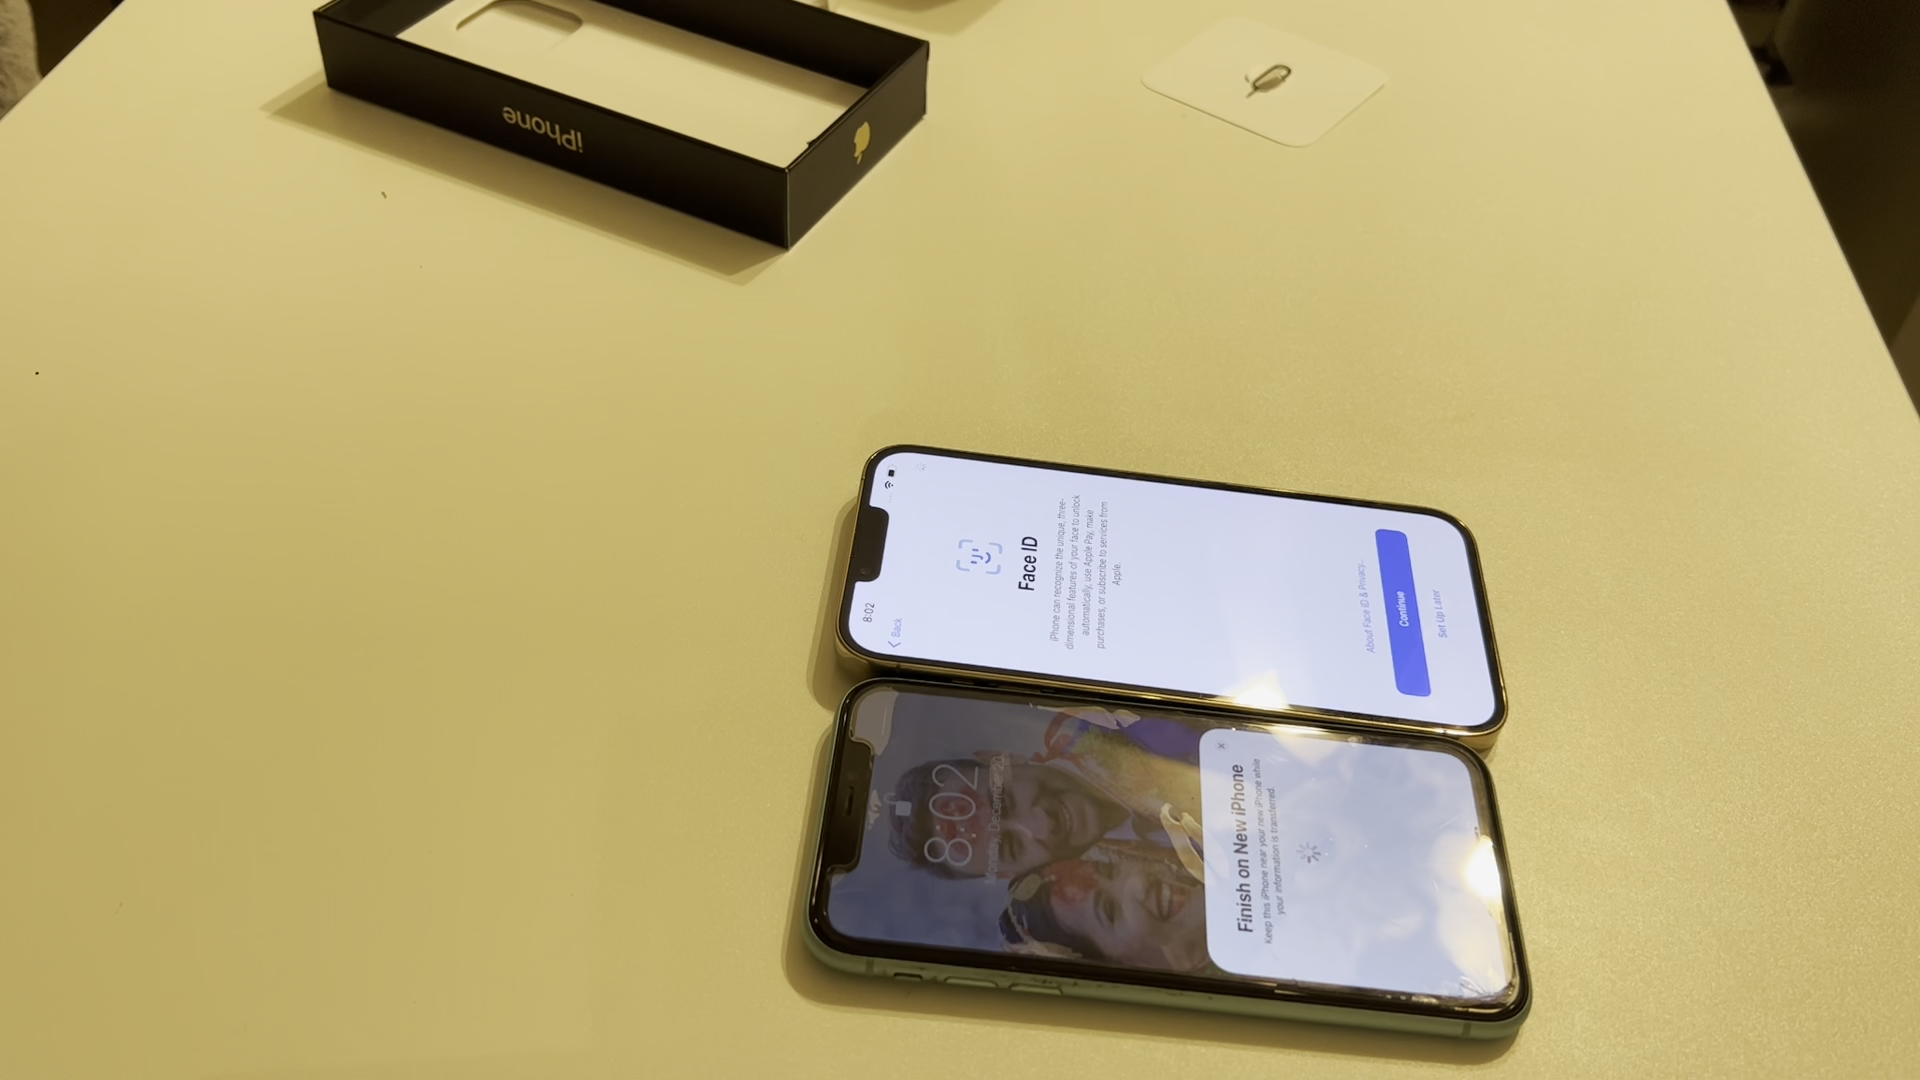 iPhone
8:02
Back
Face ID
iPhone can recognize the unique, three-
dimensional features of your face to unlock
automatically, use Apple Pay, make
purchases, or subscribe to services from
Apple.
About Face ID & Privacy...
Continue
Set Up Later
8:02
Monday, December 20
Finish on New iPhone
Keep this iPhone near your new iPhone while
your information is transferred.